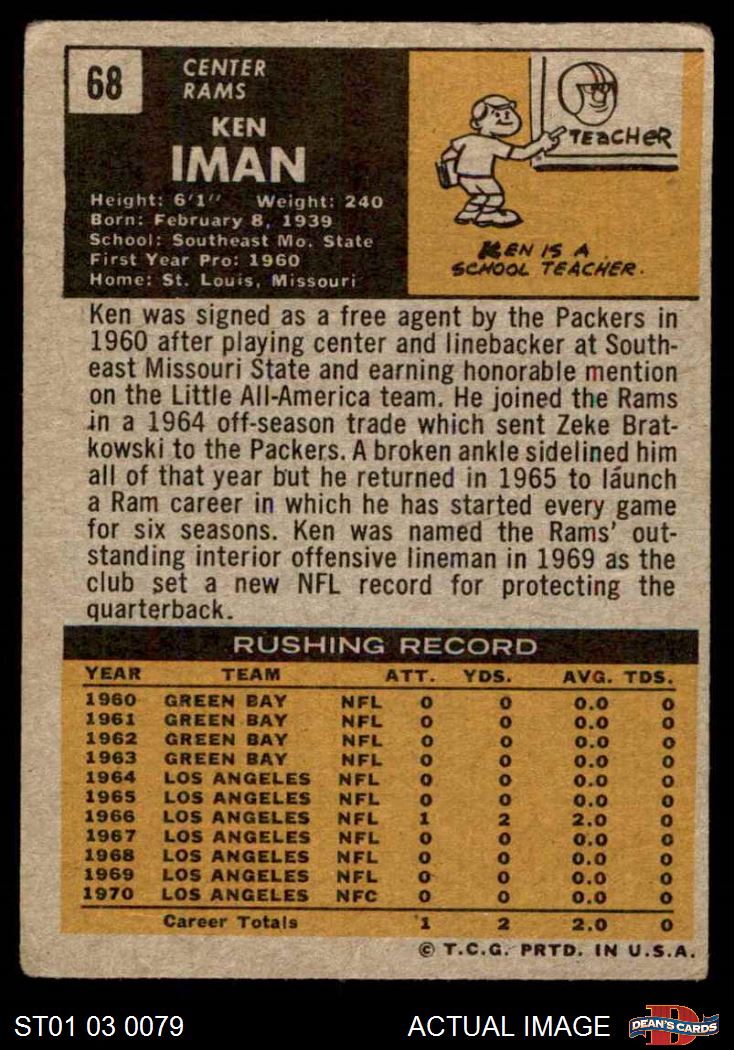 68
CENTER
RAMS
KEN
IMAN
Height: 6'1" Weight: 240
Born: February 8, 1939
School: Southeast Mo. State
First Year Pro: 1960
Home: St. Louis, Missouri
TEACHER
KEN IS A
SCHOOL TEACHER.
Ken was signed as a free agent by the Packers in
1960 after playing center and linebacker at South-
east Missouri State and earning honorable mention
on the Little All-America team. He joined the Rams
in a 1964 off-season trade which sent Zeke Brat-
kowski to the Packers. A broken ankle sidelined him
all of that year but he returned in 1965 to launch
a Ram career in which he has started every game
for six seasons. Ken was named the Rams' out-
standing interior offensive lineman in 1969 as the
club set a new NFL record for protecting the
quarterback.
RUSHING RECORD
YEAR TEAM ATT. YDS. AVG. TDS.
1960 GREEN BAY NFL 0 0 0.0 0
1961 GREEN BAY NFL 0 0 0.0 0
1962 GREEN BAY NFL 0 0 0.0 0
1963 GREEN BAY NFL 0 0 0.0 0
1964 LOS ANGELES NFL 0 0 0.0 0
1965 LOS ANGELES NFL 0 0 0.0 0
1966 LOS ANGELES NFL 1 2 2.0 0
1967 LOS ANGELES NFL 0 0 0.0 0
1968 LOS ANGELES NFL 0 0 0.0 0
1969 LOS ANGELES NFL 0 0 0.0 0
1970 LOS ANGELES NFC 0 0 0.0 0
Career Totals 1 2 2.0 0
© T.C.G. PRTD. IN U.S.A.
ST01 03 0079 ACTUAL IMAGE D DEAN'S CARDS